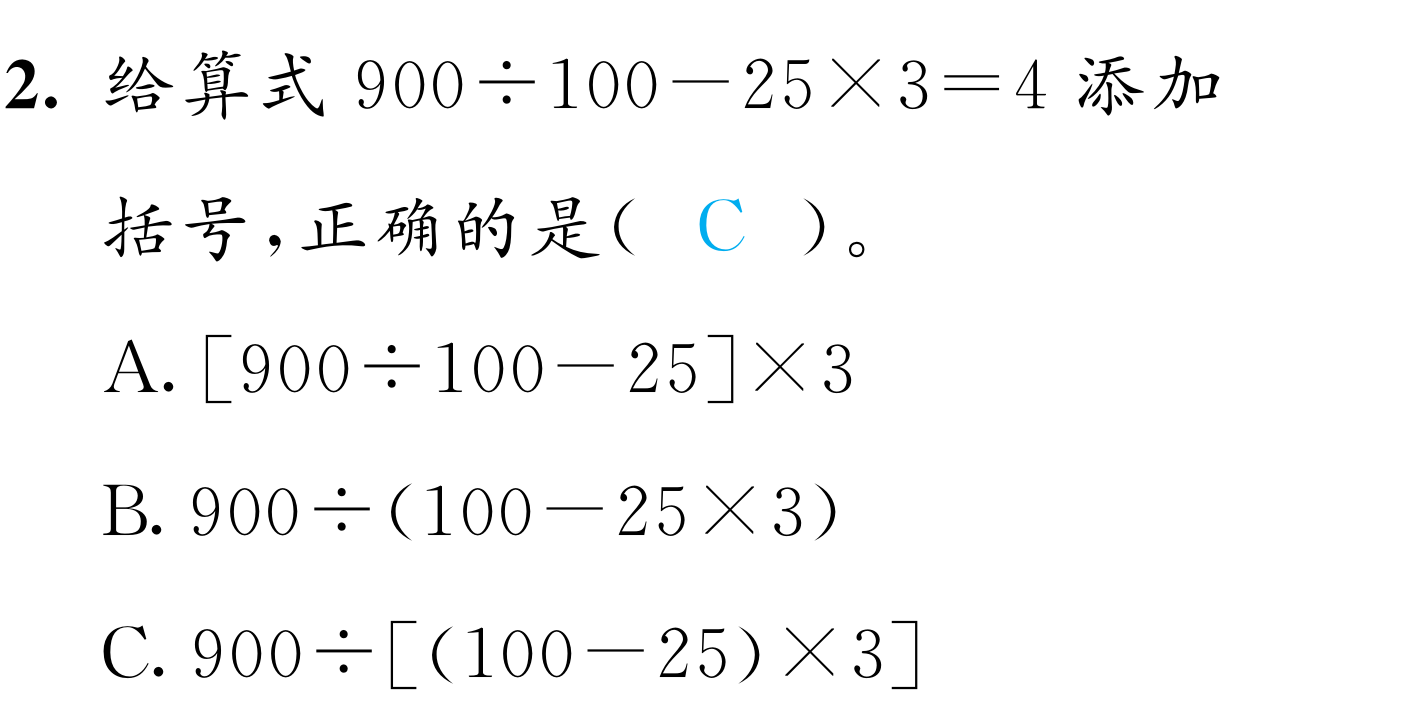 2. 给算式 900÷100－25×3＝4 添加
括号,正确的是( C )。
A. [900÷100－25]×3
B. 900÷(100－25×3)
C. 900÷[(100－25)×3]